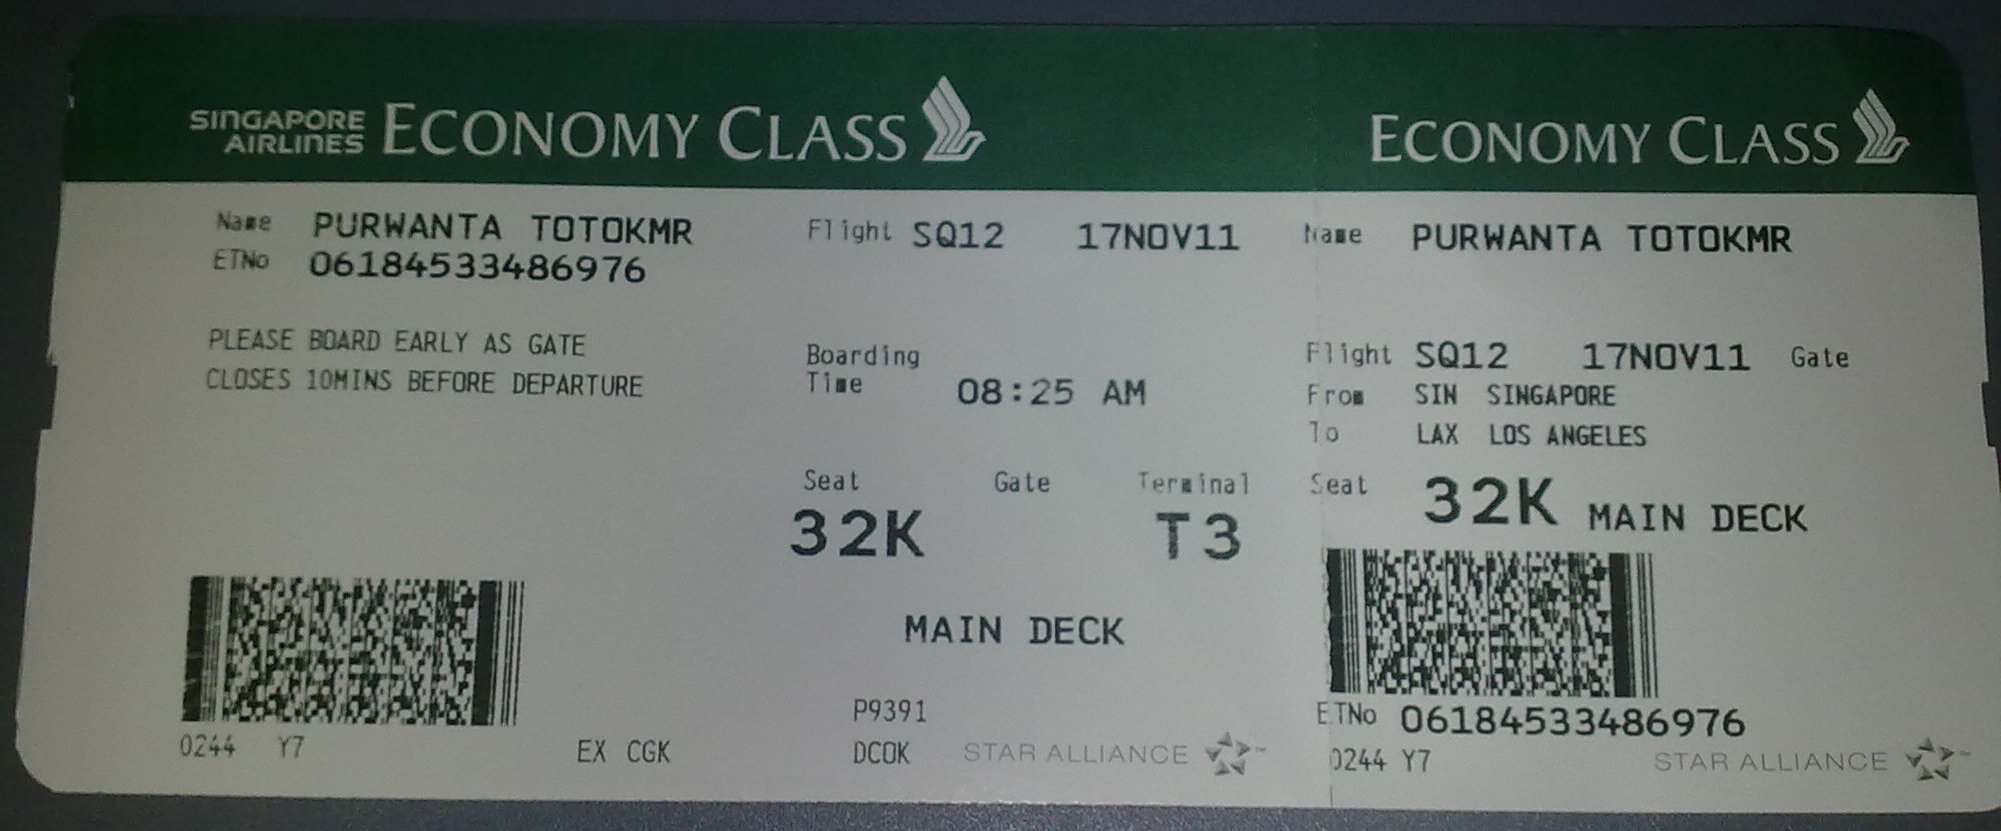 SINGAPORE AIRLINES ECONOMY CLASS
Name PURWANTA TOTOKMR
ETNo 06184533486976
Flight SQ12 17NOV11
PLEASE BOARD EARLY AS GATE
CLOSES 10MINS BEFORE DEPARTURE
Boarding
Time 08:25 AM
Seat Gate Terminal
32K T3
MAIN DECK
P9391
0244 Y7 EX CGK DCOK STAR ALLIANCE
ECONOMY CLASS
Name PURWANTA TOTOKMR
Flight SQ12 17NOV11 Gate
From SIN SINGAPORE
To LAX LOS ANGELES
Seat 32K MAIN DECK
ETNo 06184533486976
0244 Y7 STAR ALLIANCE